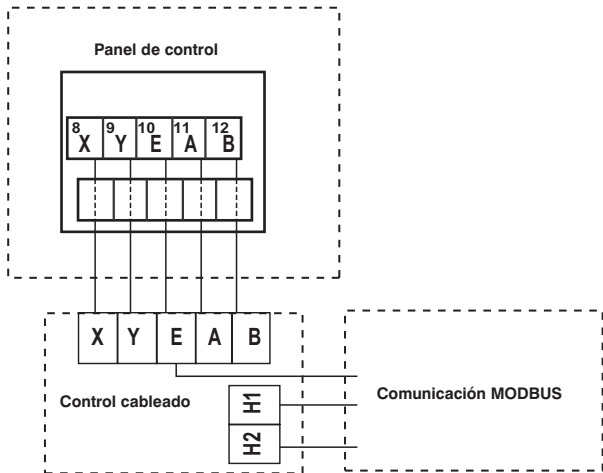 Panel de control
8 9 10 11 12
X Y E A B
X Y E A B
Control cableado
H1
H2
Comunicación MODBUS